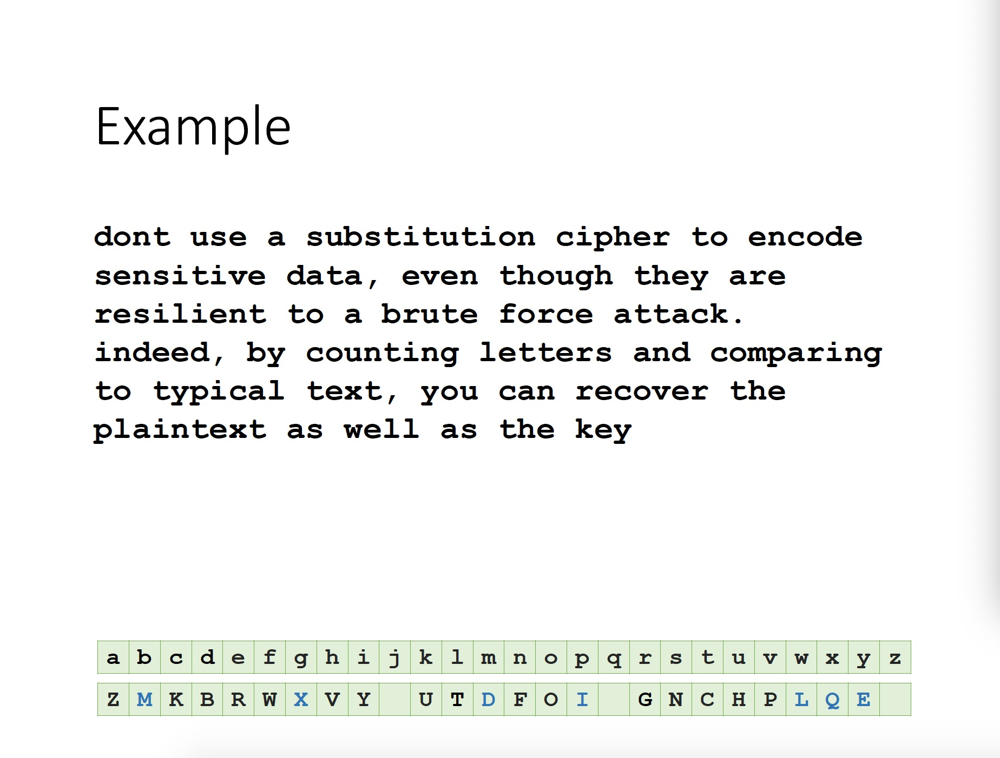 Example
dont use a substitution cipher to encode
sensitive data, even though they are
resilient to a brute force attack.
indeed, by counting letters and comparing
to typical text, you can recover the
plaintext as well as the key
a b c d e f g h i j k l m n o p q r s t u v w x y z
Z M K B R W X V Y U T D F O I G N C H P L Q E